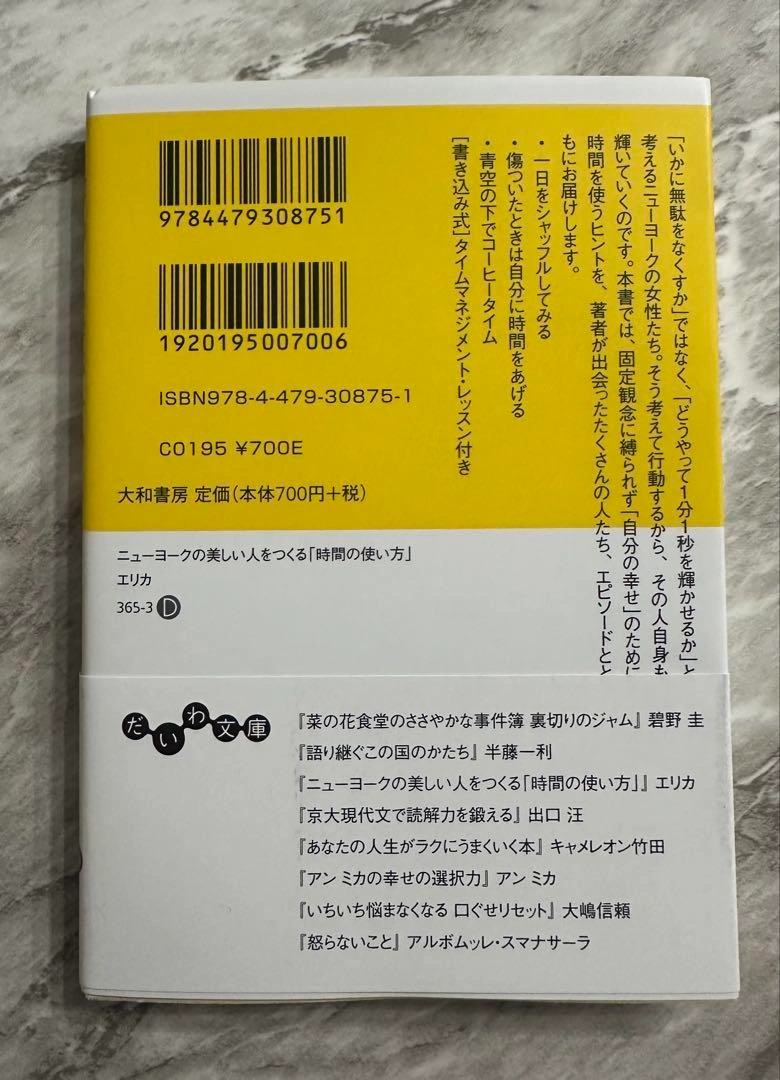 「いかに無駄をなくすか」ではなく、「どうやって1分1秒を輝かせるか」と
考えるニューヨークの女性たち。そう考えて行動するから、その人自身も
輝いていくのです。本書では、固定観念に縛られず「自分の幸せ」のために
時間を使うヒントを、著者が出会ったたくさんの人たち、エピソードとと
もにお届けします。
・一日をシャッフルしてみる
・傷ついたときは自分に時間をあげる
・青空の下でコーヒータイム
[書き込み式]タイムマネジメント・レッスン付き
9784479308751
1920195007006
ISBN978-4-479-30875-1
C0195 ¥700E
大和書房 定価(本体700円+税)
ニューヨークの美しい人をつくる「時間の使い方」
エリカ
365-3 D
だいわ文庫
『菜の花食堂のささやかな事件簿 裏切りのジャム』 碧野 圭
『語り継ぐこの国のかたち』 半藤一利
『ニューヨークの美しい人をつくる「時間の使い方」』 エリカ
『京大現代文で読解力を鍛える』 出口 汪
『あなたの人生がラクにうまくいく本』 キャメレオン竹田
『アン ミカの幸せの選択力』 アン ミカ
『いちいち悩まなくなる 口ぐせリセット』 大嶋信頼
『怒らないこと』 アルボムッレ・スマナサーラ